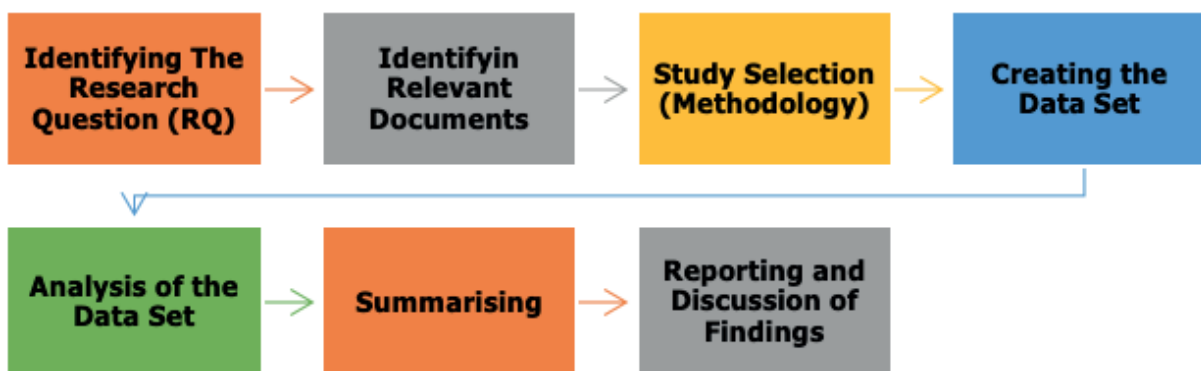 Identifying The
Research
Question (RQ)
Identifyin
Relevant
Documents
Study Selection
(Methodology)
Creating the
Data Set
Analysis of the
Data Set
Summarising
Reporting and
Discussion of
Findings